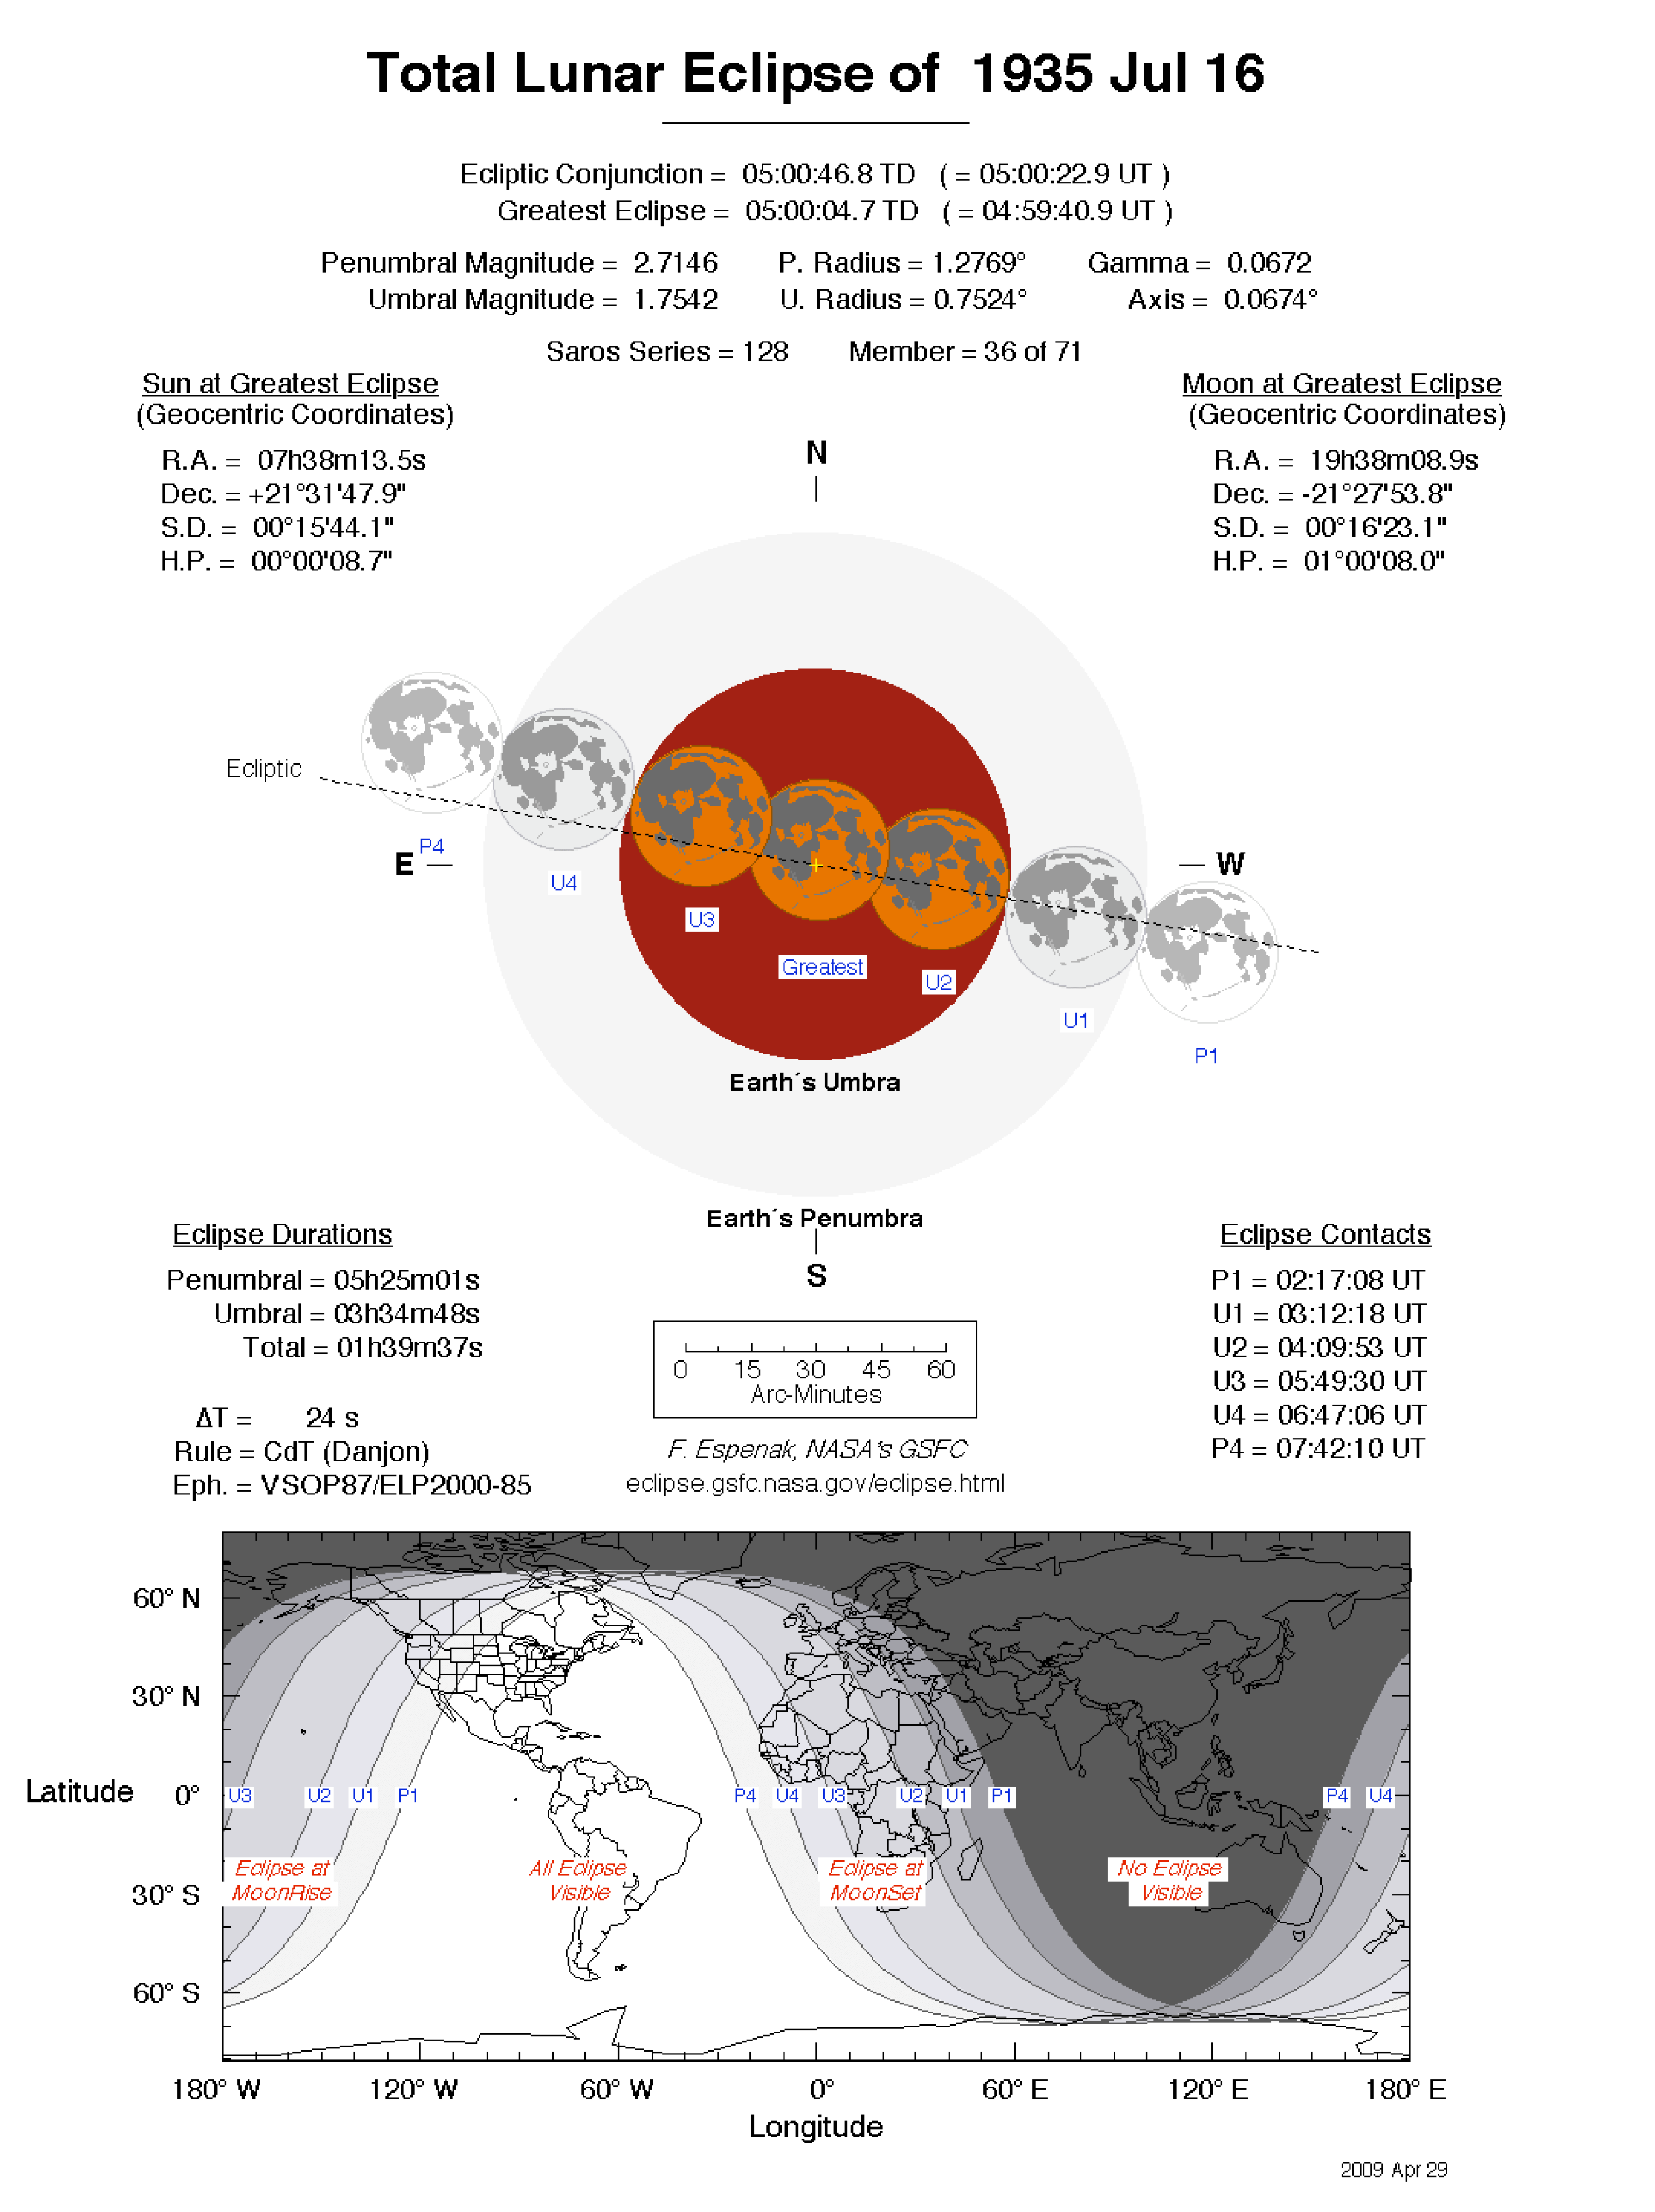 Total Lunar Eclipse of 1935 Jul 16
Ecliptic Conjunction = 05:00:46.8 TD ( = 05:00:22.9 UT )
Greatest Eclipse = 05:00:04.7 TD ( = 04:59:40.9 UT )
Penumbral Magnitude = 2.7146 P. Radius = 1.2769° Gamma = 0.0672
Umbral Magnitude = 1.7542 U. Radius = 0.7524° Axis = 0.0674°
Saros Series = 128 Member = 36 of 71
Sun at Greatest Eclipse
(Geocentric Coordinates)
R.A. = 07h38m13.5s
Dec. = +21°31'47.9"
S.D. = 00°15'44.1"
H.P. = 00°00'08.7"
Moon at Greatest Eclipse
(Geocentric Coordinates)
R.A. = 19h38m08.9s
Dec. = -21°27'53.8"
S.D. = 00°16'23.1"
H.P. = 01°00'08.0"
N
Ecliptic
E
W
P4
U4
U3
Greatest
U2
U1
P1
Earth´s Umbra
Earth´s Penumbra
S
Eclipse Durations
Penumbral = 05h25m01s
Umbral = 03h34m48s
Total = 01h39m37s
ΔT = 24 s
Rule = CdT (Danjon)
Eph. = VSOP87/ELP2000-85
0 15 30 45 60
Arc-Minutes
F. Espenak, NASA's GSFC
eclipse.gsfc.nasa.gov/eclipse.html
Eclipse Contacts
P1 = 02:17:08 UT
U1 = 03:12:18 UT
U2 = 04:09:53 UT
U3 = 05:49:30 UT
U4 = 06:47:06 UT
P4 = 07:42:10 UT
60° N
30° N
Latitude 0°
30° S
60° S
U3 U2 U1 P1 P4 U4 U3 U2 U1 P1 P4 U4
Eclipse at
MoonRise
All Eclipse
Visible
Eclipse at
MoonSet
No Eclipse
Visible
180° W 120° W 60° W 0° 60° E 120° E 180° E
Longitude
2009 Apr 29